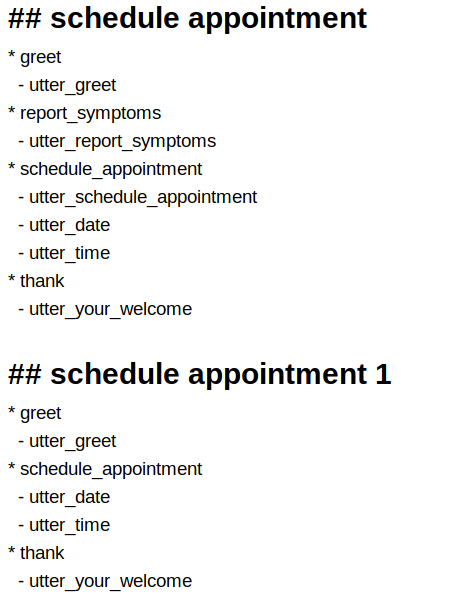 ## schedule appointment
* greet
- utter_greet
* report_symptoms
- utter_report_symptoms
* schedule_appointment
- utter_schedule_appointment
- utter_date
- utter_time
* thank
- utter_your_welcome
## schedule appointment 1
* greet
- utter_greet
* schedule_appointment
- utter_date
- utter_time
* thank
- utter_your_welcome